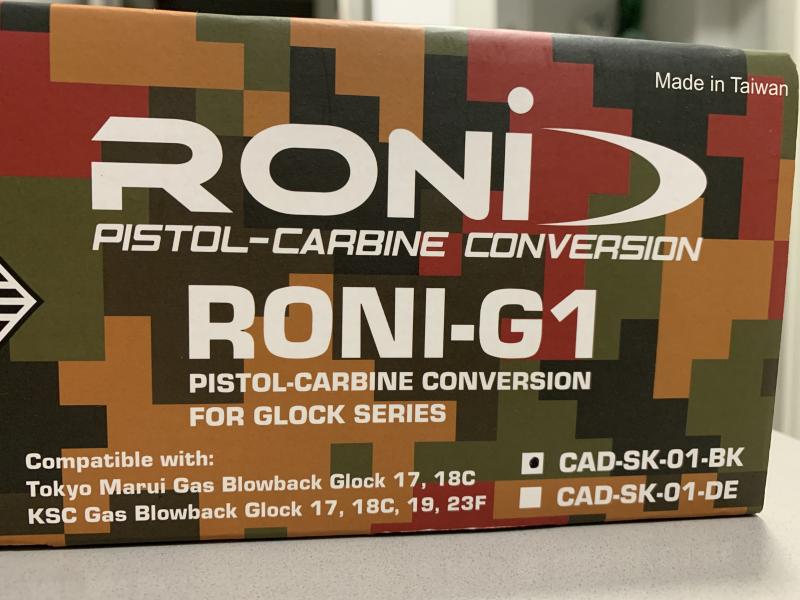 Made in Taiwan
RONI
PISTOL-CARBINE CONVERSION
RONI-G1
PISTOL-CARBINE CONVERSION
FOR GLOCK SERIES
Compatible with:
Tokyo Marui Gas Blowback Glock 17, 18C
KSC Gas Blowback Glock 17, 18C, 19, 23F
CAD-SK-01-BK
CAD-SK-01-DE